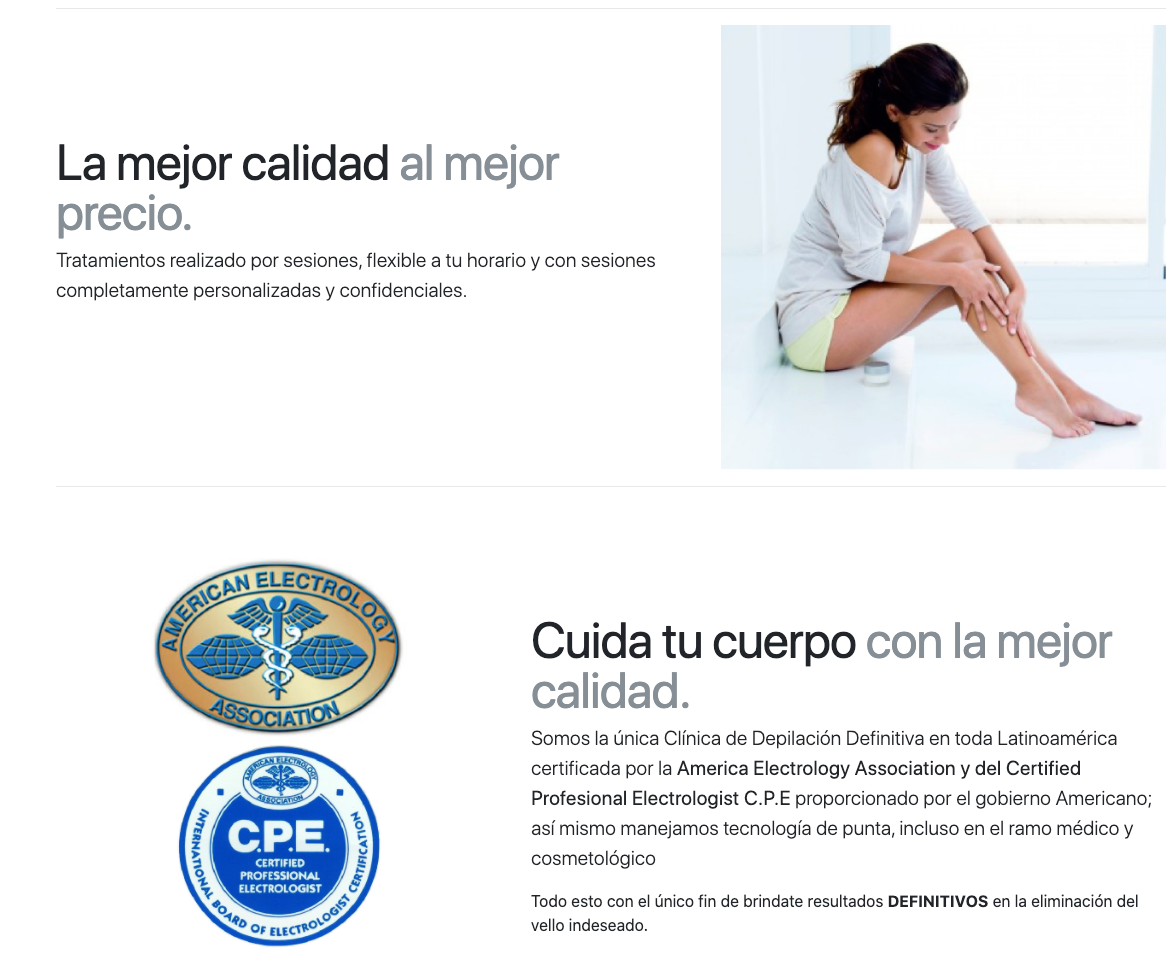 La mejor calidad al mejor
precio.
Tratamientos realizado por sesiones, flexible a tu horario y con sesiones
completamente personalizadas y confidenciales.
AMERICAN ELECTROLOGY
ASSOCIATION
AMERICAN ELECTROLOGY
ASSOCIATION
C.P.E.
CERTIFIED
PROFESSIONAL
ELECTROLOGIST
INTERNATIONAL BOARD OF ELECTROLOGIST CERTIFICATION
Cuida tu cuerpo con la mejor
calidad.
Somos la única Clínica de Depilación Definitiva en toda Latinoamérica
certificada por la America Electrology Association y del Certified
Profesional Electrologist C.P.E proporcionado por el gobierno Americano;
así mismo manejamos tecnología de punta, incluso en el ramo médico y
cosmetológico
Todo esto con el único fin de brindate resultados DEFINITIVOS en la eliminación del
vello indeseado.